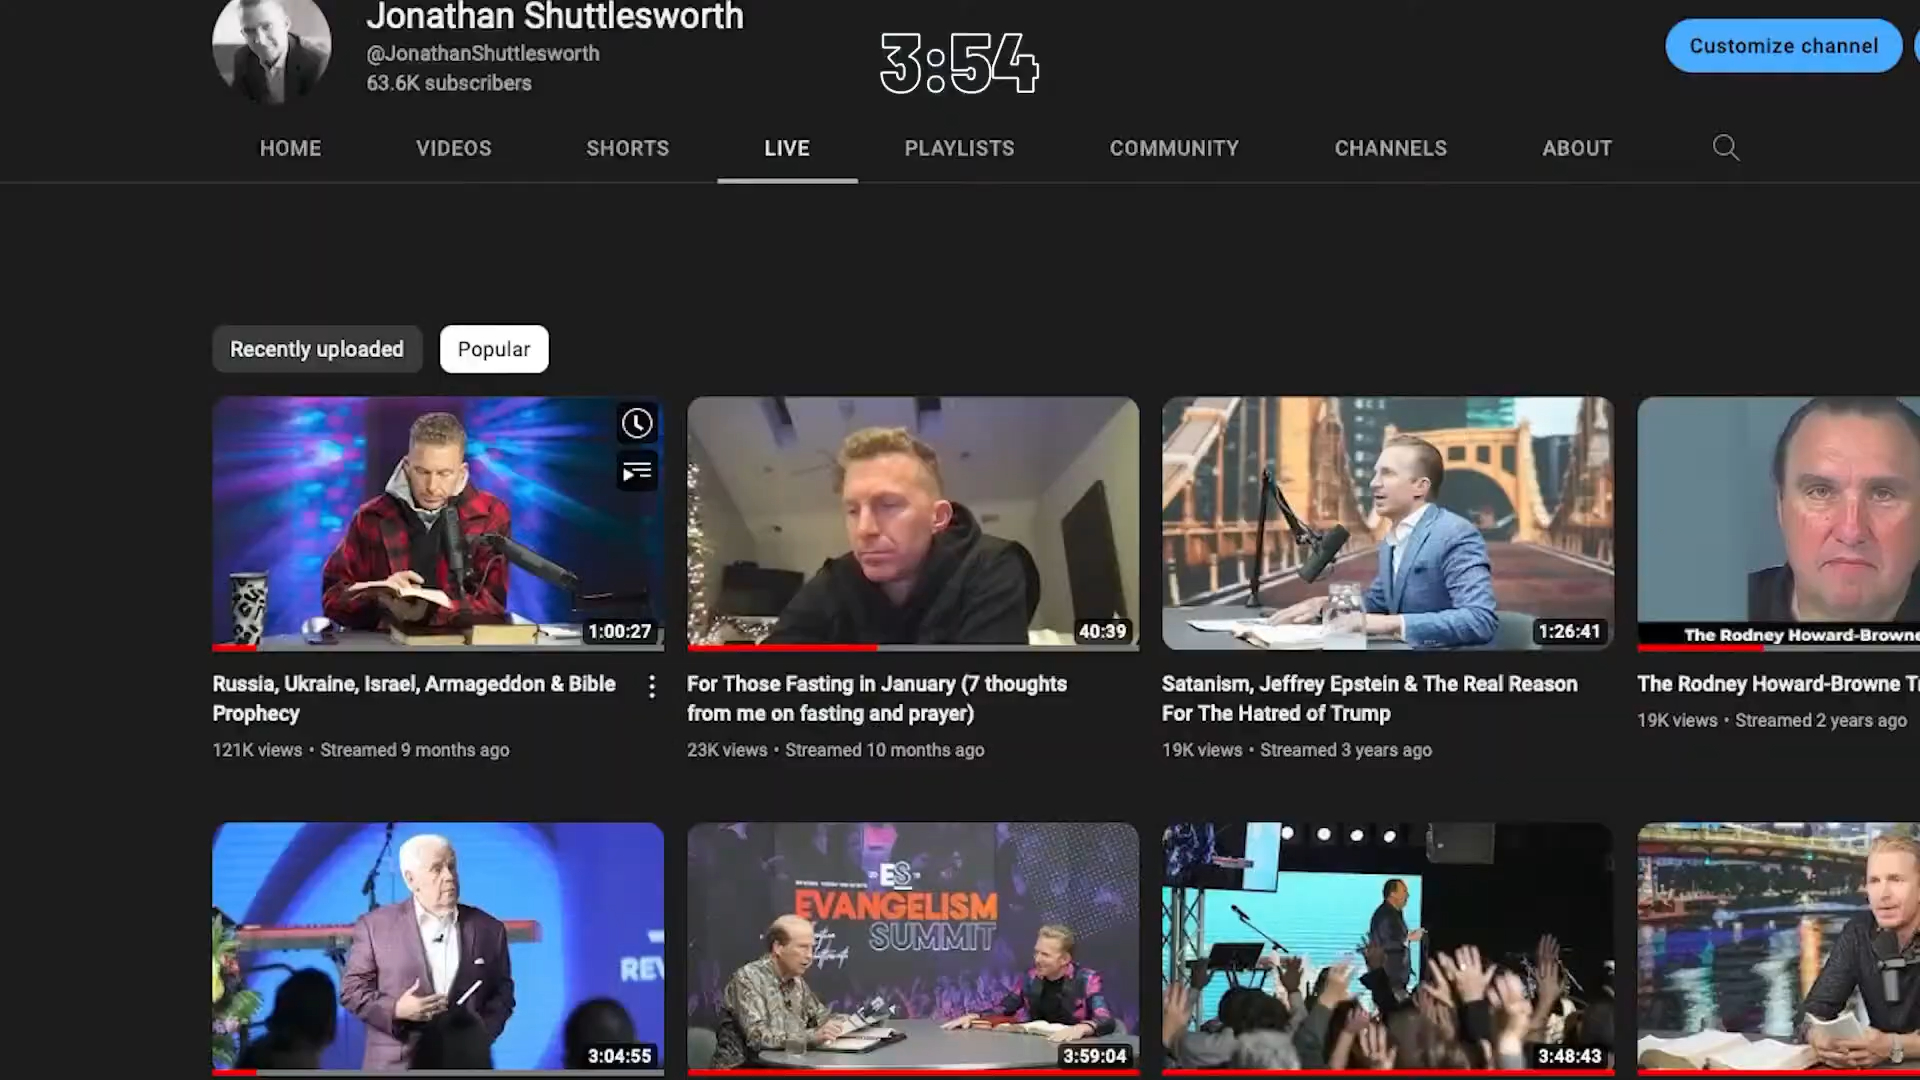 Jonathan Shuttlesworth
@JonathanShuttlesworth
63.6K subscribers
3:54
Customize channel
HOME VIDEOS SHORTS LIVE PLAYLISTS COMMUNITY CHANNELS ABOUT
Recently uploaded Popular
1:00:27
40:39
1:26:41
The Rodney Howard-Browne
Russia, Ukraine, Israel, Armageddon & Bible
Prophecy
121K views • Streamed 9 months ago
For Those Fasting in January (7 thoughts
from me on fasting and prayer)
23K views • Streamed 10 months ago
Satanism, Jeffrey Epstein & The Real Reason
For The Hatred of Trump
19K views • Streamed 3 years ago
The Rodney Howard-Browne
19K views • Streamed 2 years ago
REV
3:04:55
ES
EVANGELISM
SUMMIT
3:59:04
3:48:43